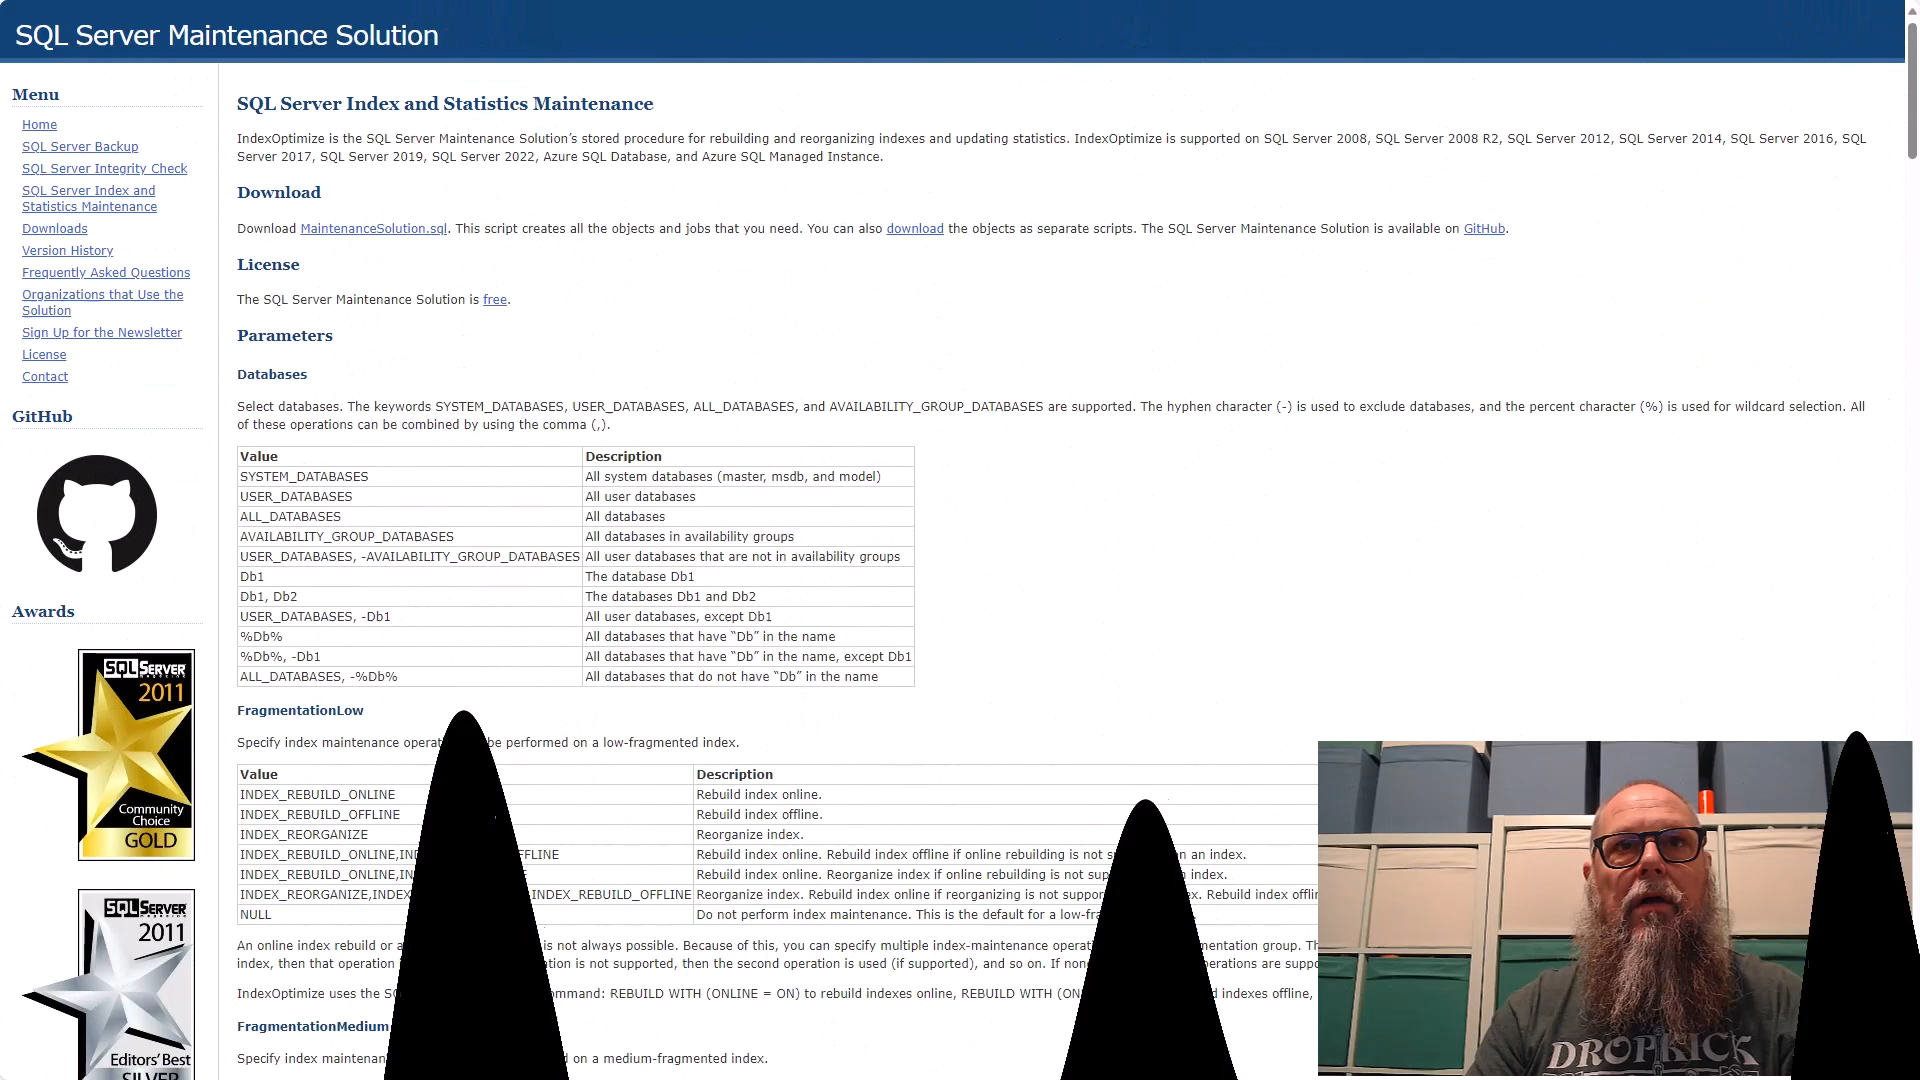 SQL Server Maintenance Solution
Menu
Home
SQL Server Backup
SQL Server Integrity Check
SQL Server Index and
Statistics Maintenance
Downloads
Version History
Frequently Asked Questions
Organizations that Use the
Solution
Sign Up for the Newsletter
License
Contact
GitHub
Awards
SQL SERVER
2011
Community
Choice
GOLD
SQL SERVER
2011
Editors' Best
SILVER
SQL Server Index and Statistics Maintenance
IndexOptimize is the SQL Server Maintenance Solution’s stored procedure for rebuilding and reorganizing indexes and updating statistics. IndexOptimize is supported on SQL Server 2008, SQL Server 2008 R2, SQL Server 2012, SQL Server 2014, SQL Server 2016, SQL
Server 2017, SQL Server 2019, SQL Server 2022, Azure SQL Database, and Azure SQL Managed Instance.
Download
Download MaintenanceSolution.sql. This script creates all the objects and jobs that you need. You can also download the objects as separate scripts. The SQL Server Maintenance Solution is available on GitHub.
License
The SQL Server Maintenance Solution is free.
Parameters
Databases
Select databases. The keywords SYSTEM_DATABASES, USER_DATABASES, ALL_DATABASES, and AVAILABILITY_GROUP_DATABASES are supported. The hyphen character (-) is used to exclude databases, and the percent character (%) is used for wildcard selection. All
of these operations can be combined by using the comma (,).
Value Description
SYSTEM_DATABASES All system databases (master, msdb, and model)
USER_DATABASES All user databases
ALL_DATABASES All databases
AVAILABILITY_GROUP_DATABASES All databases in availability groups
USER_DATABASES, -AVAILABILITY_GROUP_DATABASES All user databases that are not in availability groups
Db1 The database Db1
Db1, Db2 The databases Db1 and Db2
USER_DATABASES, -Db1 All user databases, except Db1
%Db% All databases that have “Db” in the name
%Db%, -Db1 All databases that have “Db” in the name, except Db1
ALL_DATABASES, -%Db% All databases that do not have “Db” in the name
FragmentationLow
Specify index maintenance be performed on a low-fragmented index.
Value Description
INDEX_REBUILD_ONLINE Rebuild index online.
INDEX_REBUILD_OFFLINE Rebuild index offline.
INDEX_REORGANIZE Reorganize index.
INDEX_REBUILD_ONLINE, Rebuild index online. Rebuild index offline if online rebuilding is not an index.
INDEX_REBUILD_ONLINE, Rebuild index online. Reorganize index if online rebuilding is not index.
INDEX_REORGANIZE, INDEX_REBUILD_OFFLINE Reorganize index. Rebuild index online if reorganizing is not Rebuild index
NULL Do not perform index maintenance. This is the default for a
An online index rebuild or is not always possible. Because of this, you can specify multiple index-maintenance group.
index, then that operation is not supported, then the second operation is used (if supported), and so on. If operations are
IndexOptimize uses the REBUILD WITH (ONLINE = ON) to rebuild indexes online, REBUILD WITH indexes offline,
FragmentationMedium
Specify index on a medium-fragmented index.
DROPKICK